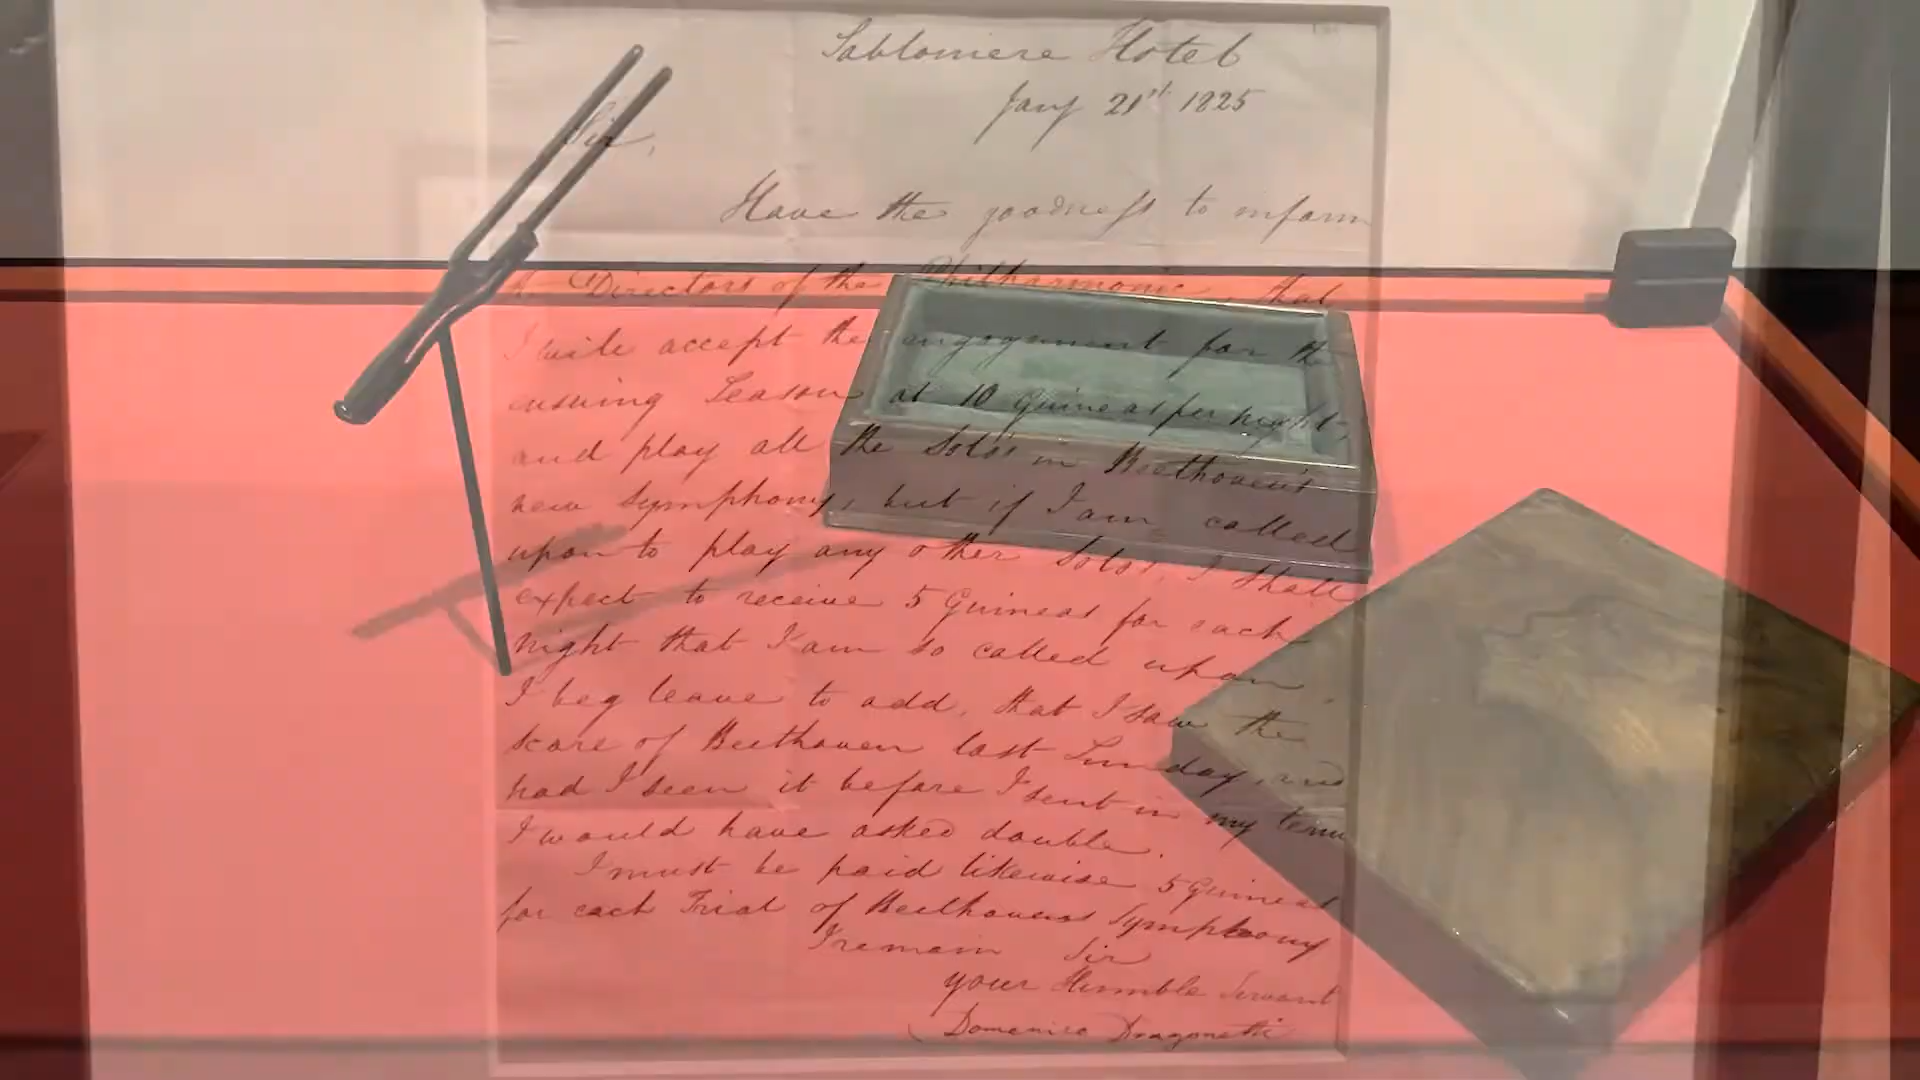 Sabloniere Hotel
Jany 21st 1825
Sir,
Have the goodness to inform
the Directors of the Philharmonic, that
I will accept the engagement for the
ensuing Season at 10 Guineas per night,
and play all the Solos in Beethoven's
new Symphony, but if I am called
upon to play any other Solos, I shall
expect to receive 5 Guineas for each
night that I am so called upon.
I beg leave to add, that I saw the
score of Beethoven last Sunday, and
had I seen it before I sent in my terms
I would have asked double.
I must be paid likewise 5 Guineas
for each Trial of Beethovens Symphony
I remain Sir
your Humble Servant
Domenico Dragonetti